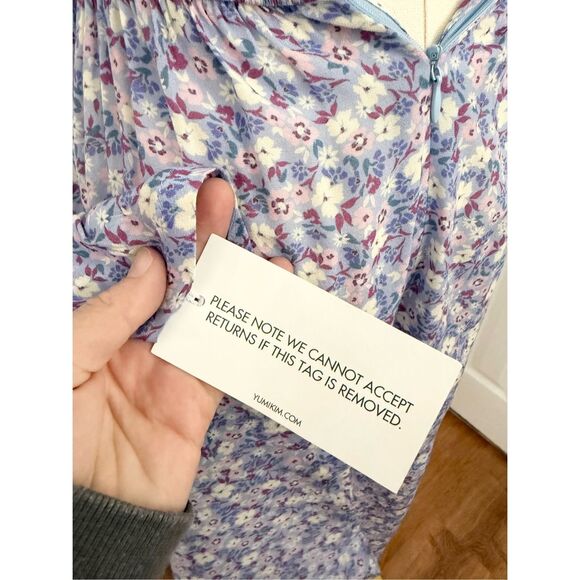 PLEASE NOTE WE CANNOT ACCEPT
RETURNS IF THIS TAG IS REMOVED.
YUMIKIM.COM